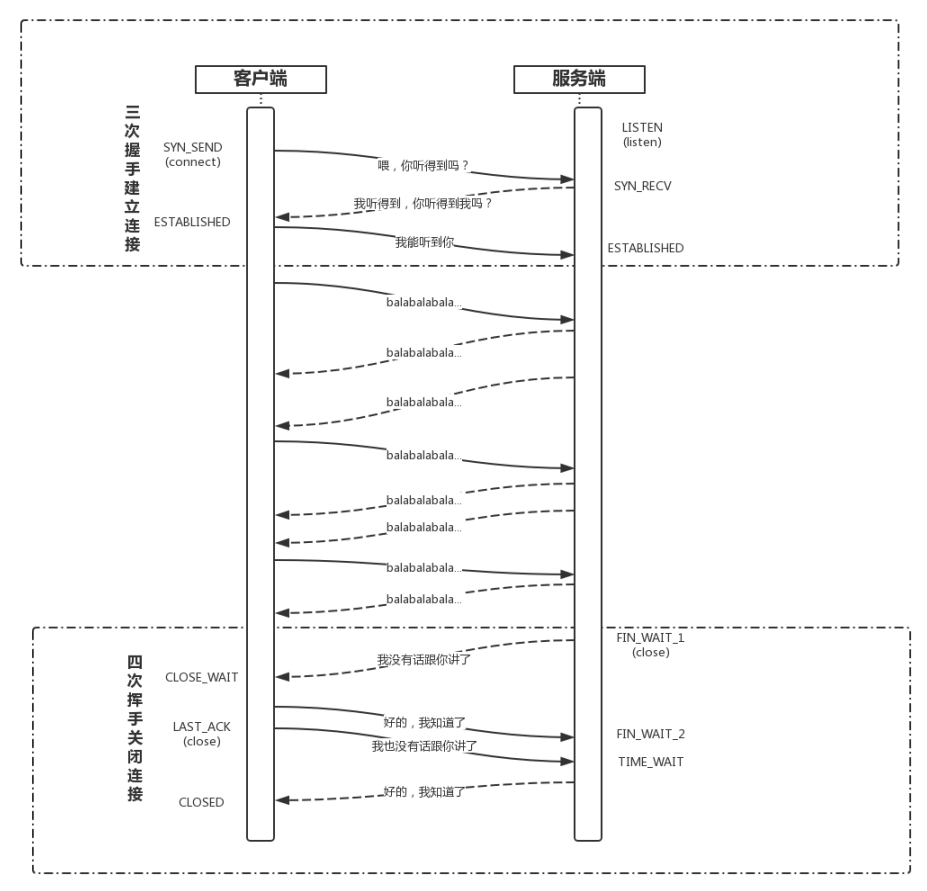 客户端
服务端
三次握手建立连接
LISTEN
(listen)
SYN_SEND
(connect)
喂，你听得到吗？
SYN_RECV
我听得到，你听得到我吗？
ESTABLISHED
我能听到你
ESTABLISHED
balabalabala...
balabalabala...
balabalabala...
balabalabala...
balabalabala...
balabalabala...
balabalabala...
balabalabala...
四次挥手关闭连接
FIN_WAIT_1
(close)
我没有话跟你讲了
CLOSE_WAIT
好的，我知道了
LAST_ACK
(close)
FIN_WAIT_2
我也没有话跟你讲了
TIME_WAIT
好的，我知道了
CLOSED